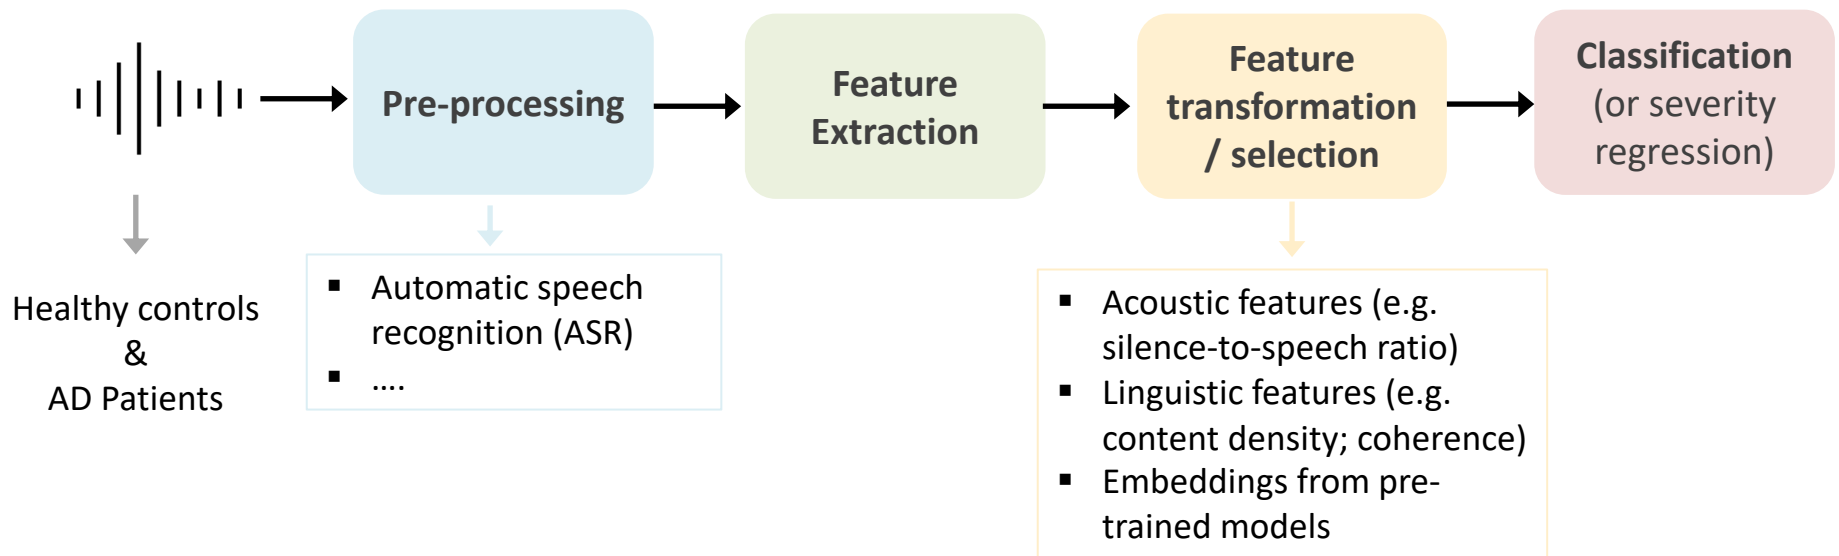 Pre-processing
Feature
Extraction
Feature
transformation
/ selection
Classification
(or severity
regression)
Healthy controls
&
AD Patients
▪ Automatic speech
recognition (ASR)
▪ ....
▪ Acoustic features (e.g.
silence-to-speech ratio)
▪ Linguistic features (e.g.
content density; coherence)
▪ Embeddings from pre-
trained models